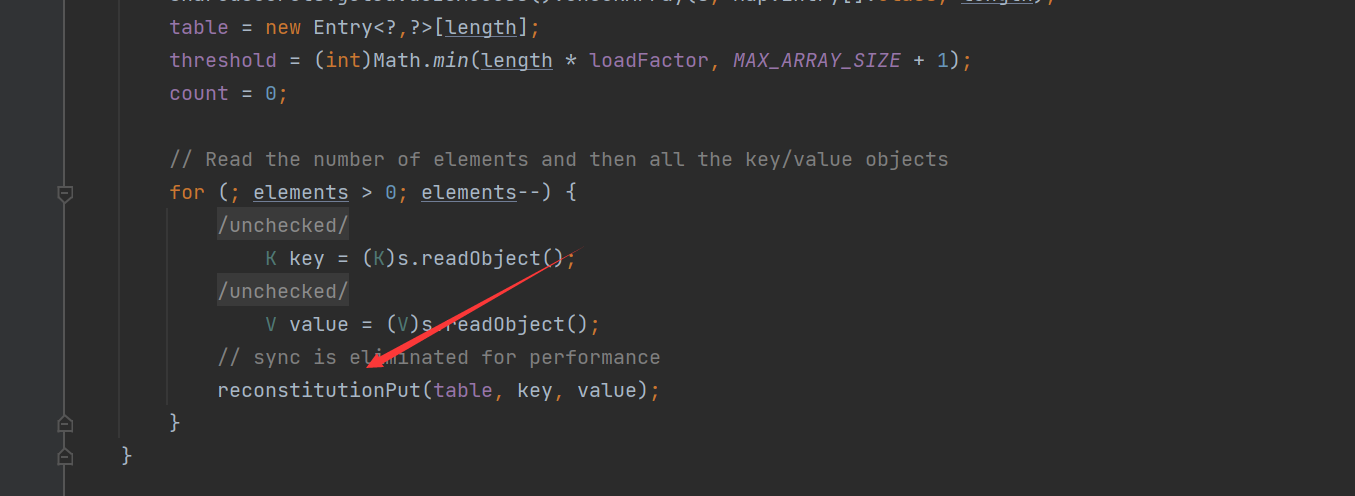 table = new Entry<?,?>[length];
threshold = (int)Math.min(length * loadFactor, MAX_ARRAY_SIZE + 1);
count = 0;
// Read the number of elements and then all the key/value objects
for (; elements > 0; elements--) {
/unchecked/
K key = (K)s.readObject();
/unchecked/
V value = (V)s.readObject();
// sync is eliminated for performance
reconstitutionPut(table, key, value);
}
}